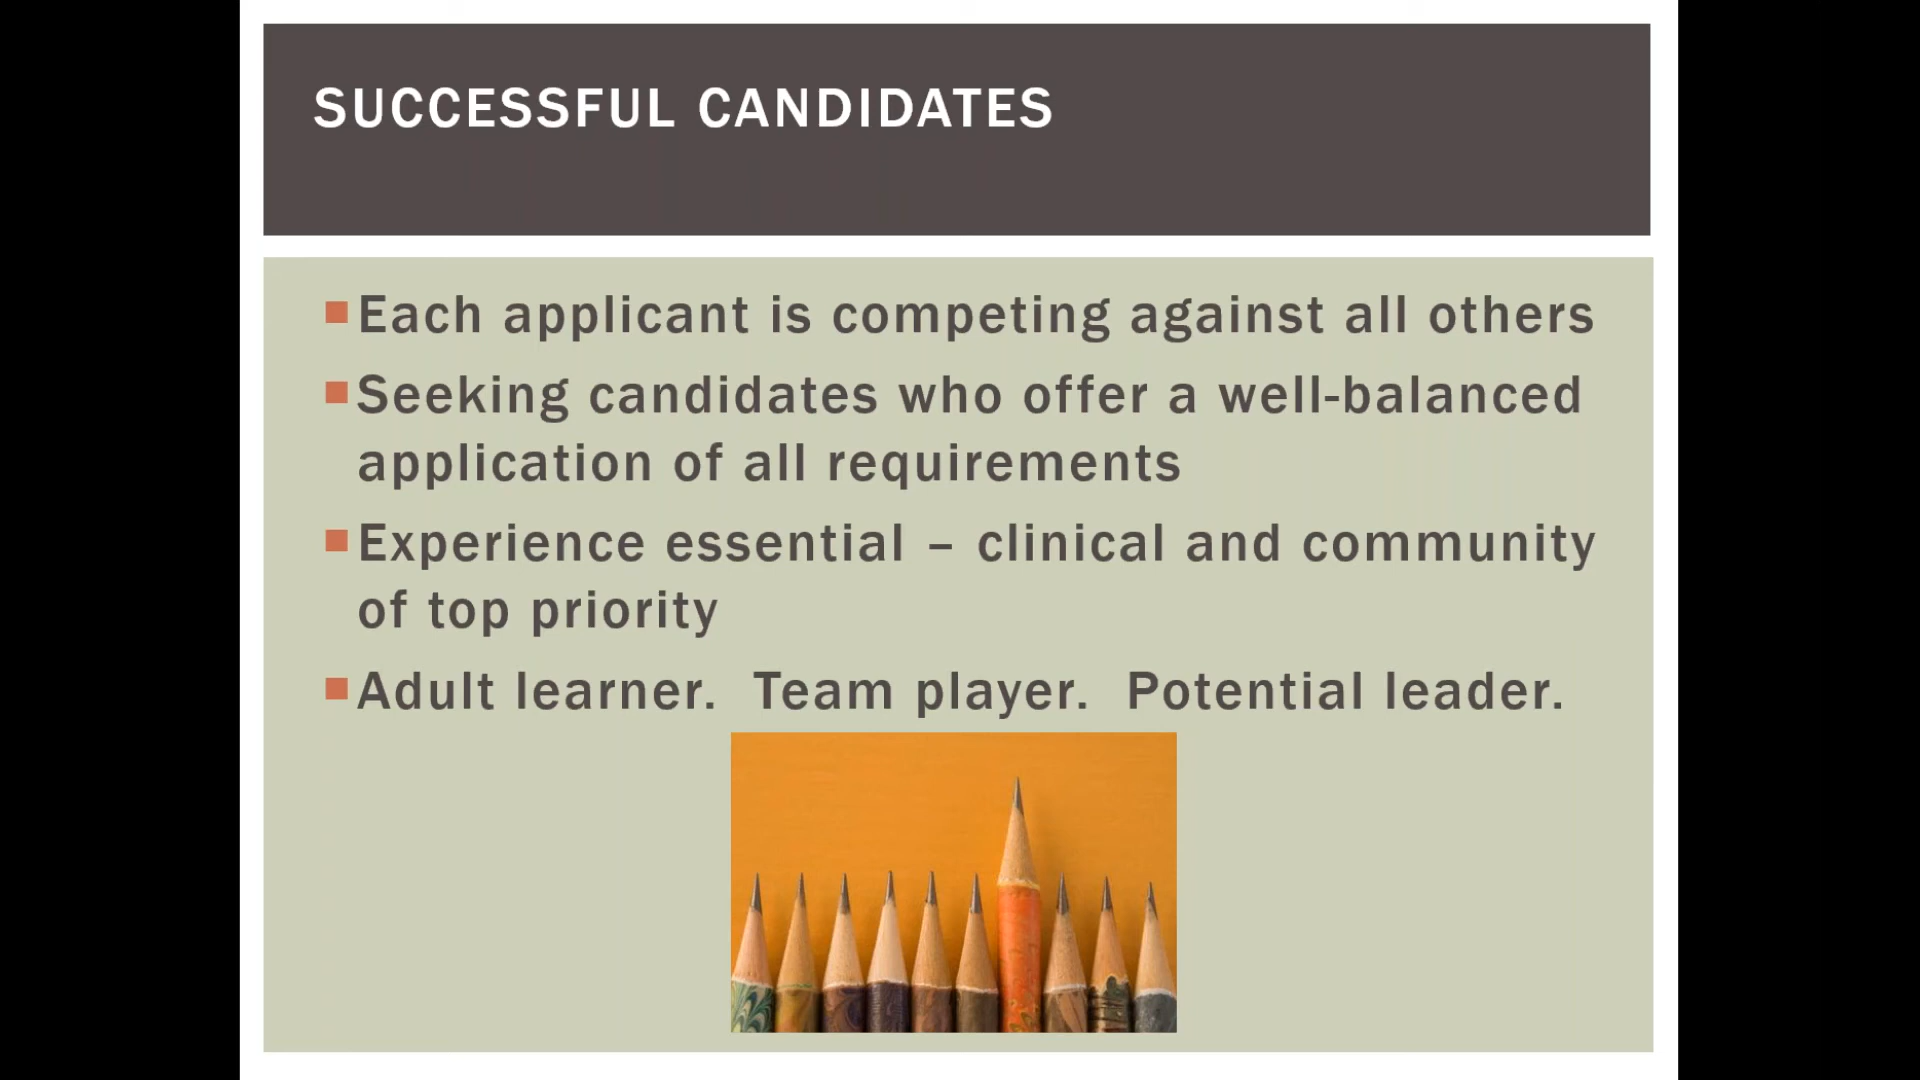 SUCCESSFUL CANDIDATES
Each applicant is competing against all others
Seeking candidates who offer a well-balanced
application of all requirements
Experience essential – clinical and community
of top priority
Adult learner.  Team player.  Potential leader.